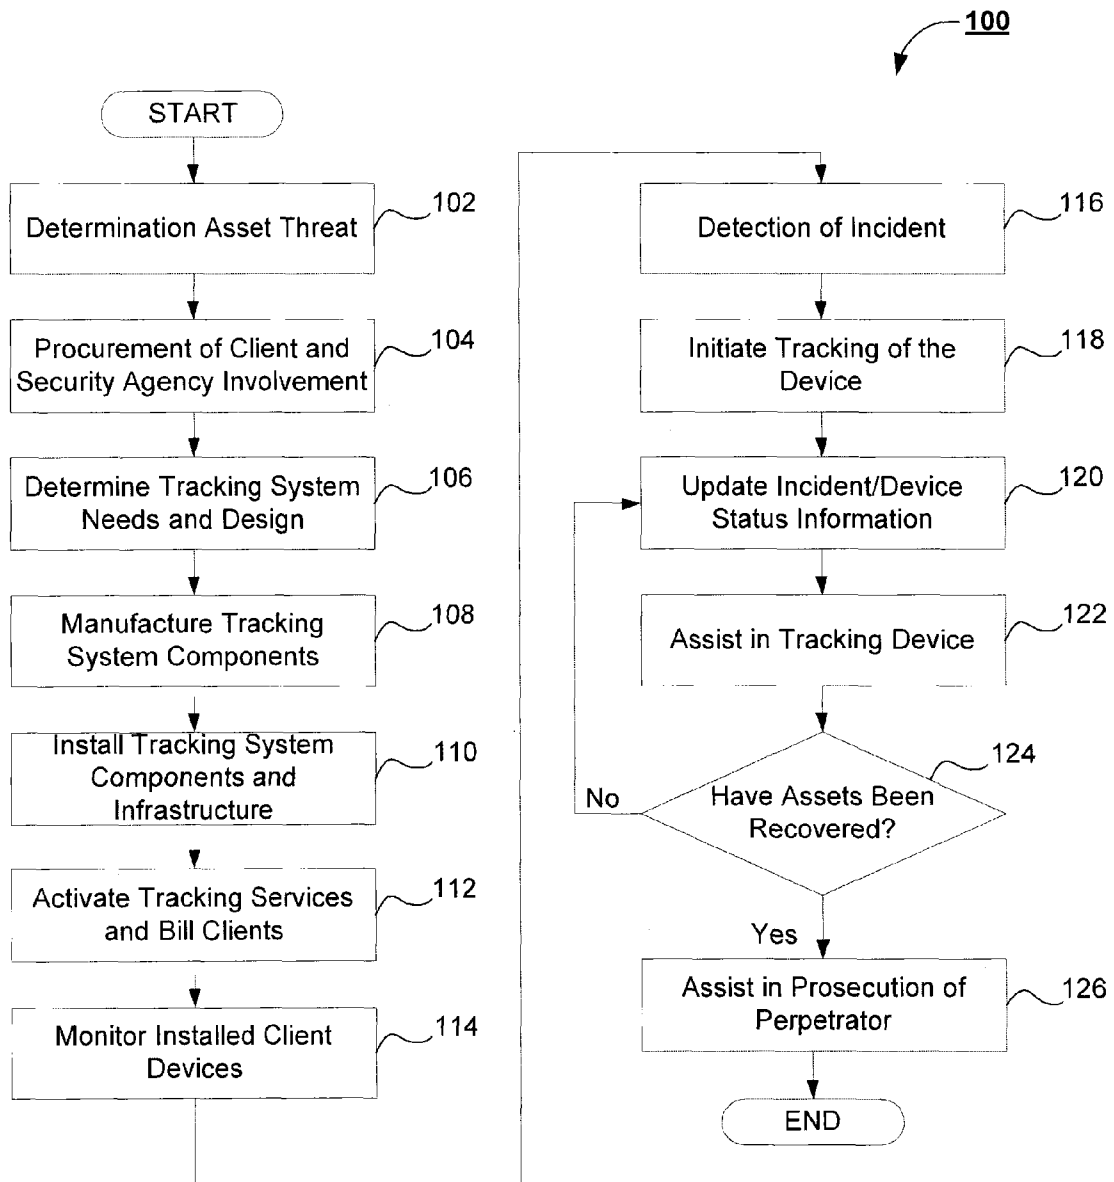 100
START
Determination Asset Threat
102
Procurement of Client and
Security Agency Involvement
104
Determine Tracking System
Needs and Design
106
Manufacture Tracking
System Components
108
Install Tracking System
Components and
Infrastructure
110
Activate Tracking Services
and Bill Clients
112
Monitor Installed Client
Devices
114
Detection of Incident
116
Initiate Tracking of the
Device
118
Update Incident/Device
Status Information
120
Assist in Tracking Device
122
Have Assets Been
Recovered?
124
No
Yes
Assist in Prosecution of
Perpetrator
126
END